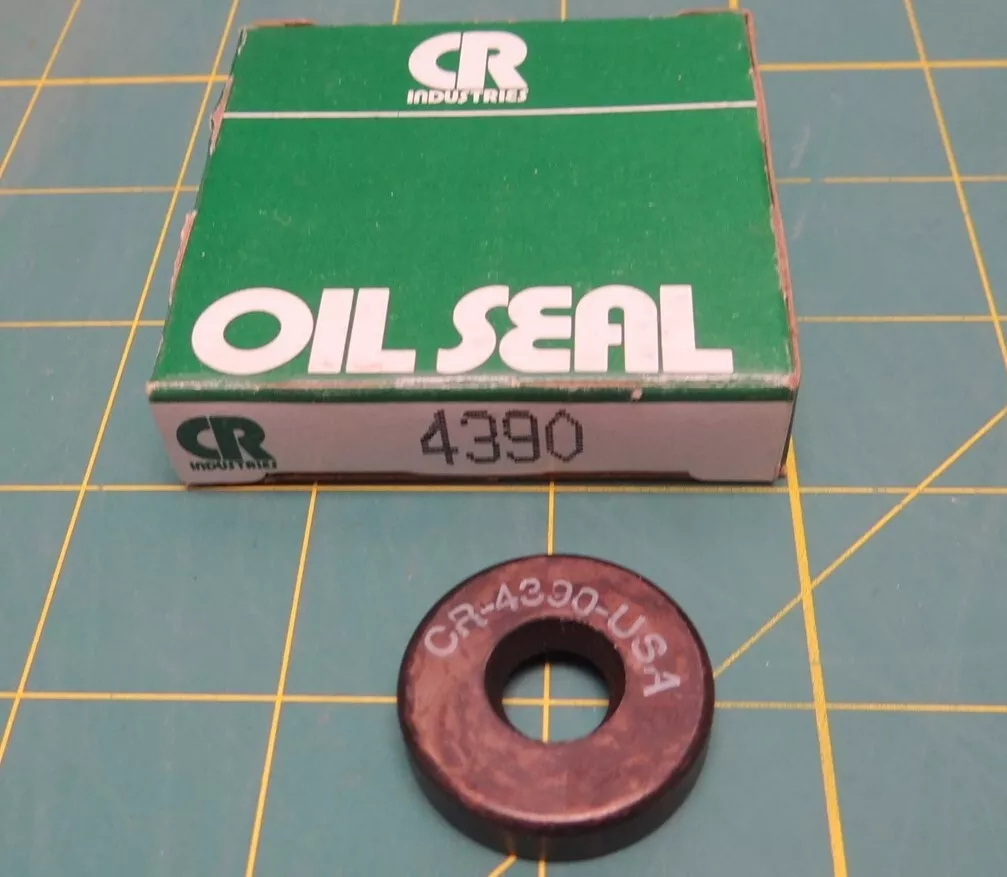 CR
INDUSTRIES
OIL SEAL
CR
INDUSTRIES
4390
CR-4390-USA